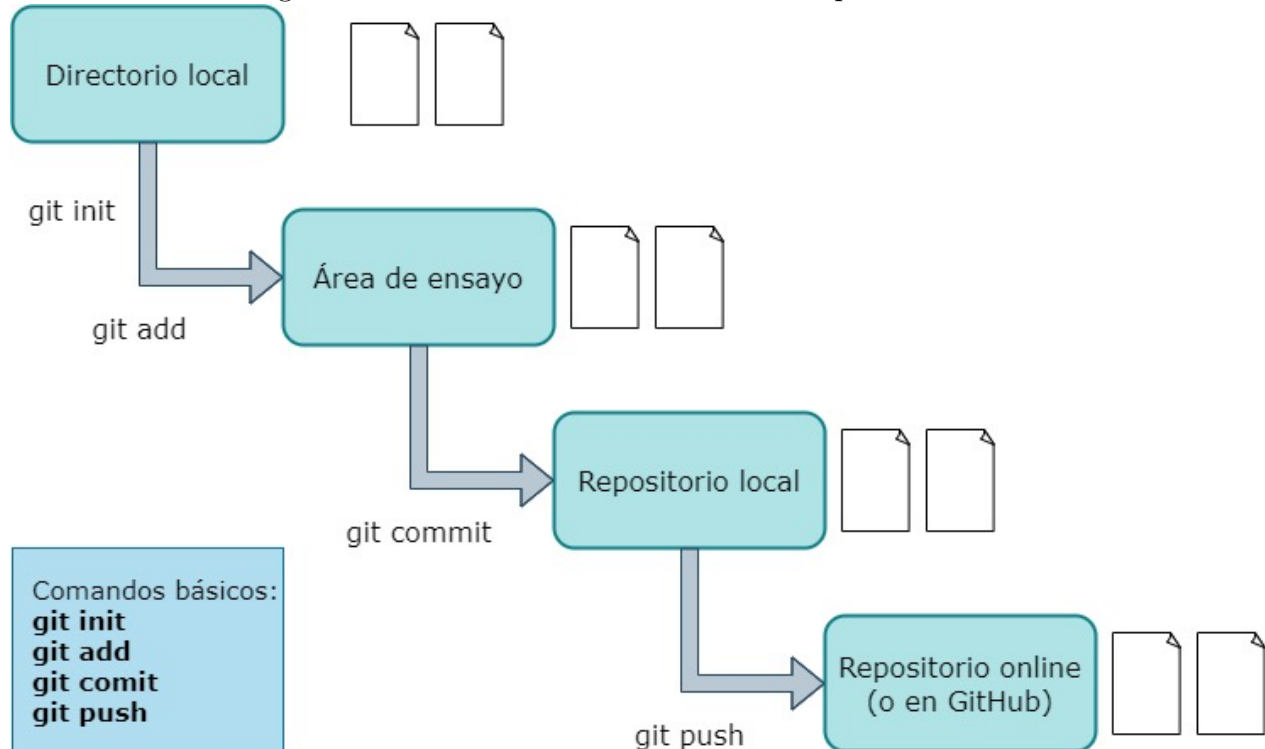 Directorio local
git init
Área de ensayo
git add
Repositorio local
git commit
Comandos básicos:
git init
git add
git comit
git push
Repositorio online
(o en GitHub)
git push